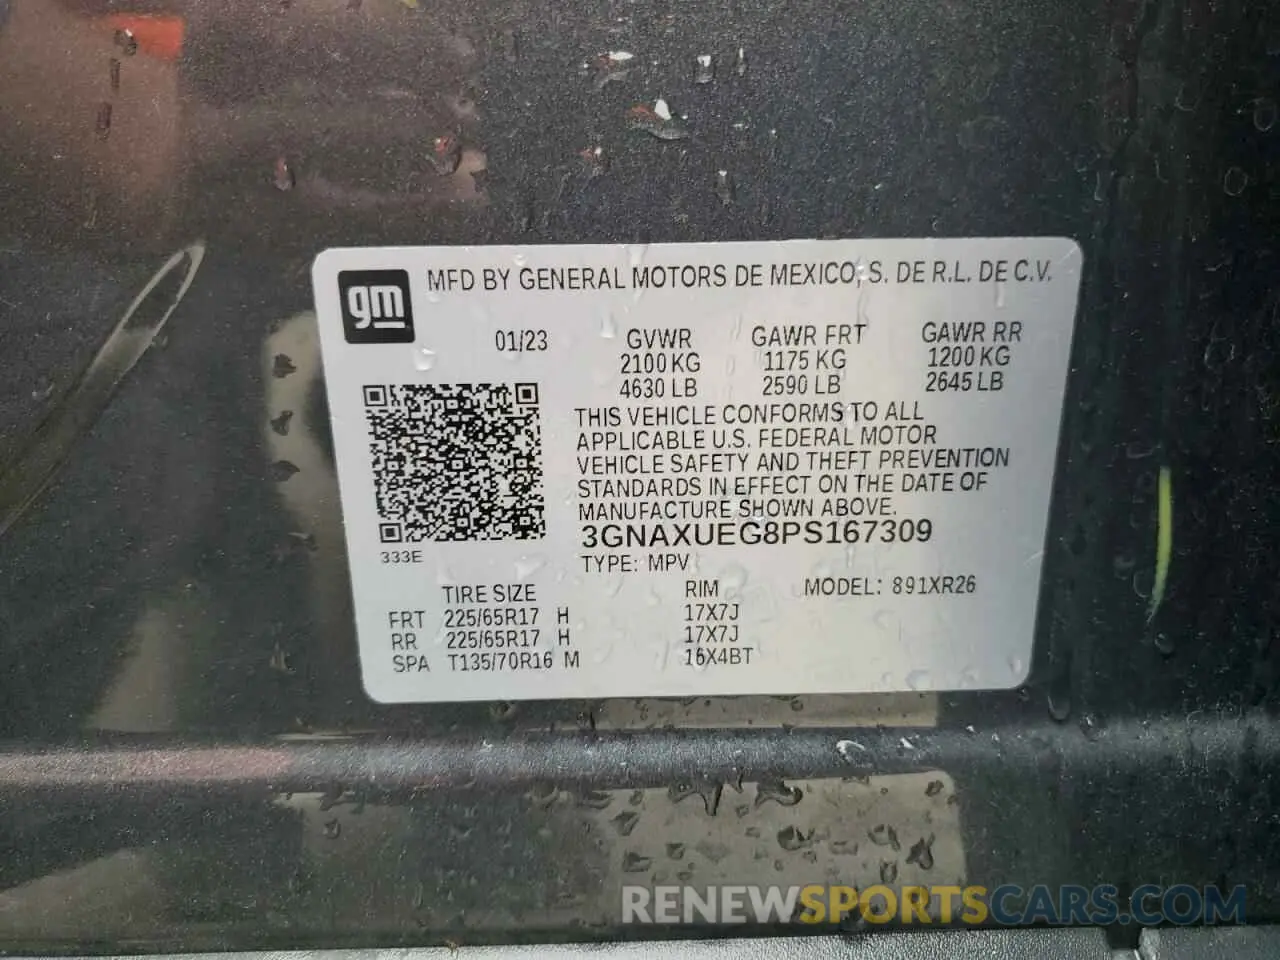 gm
MFD BY GENERAL MOTORS DE MEXICO, S. DE R.L. DE C.V.
01/23 GVWR GAWR FRT GAWR RR
2100 KG 1175 KG 1200 KG
4630 LB 2590 LB 2645 LB
THIS VEHICLE CONFORMS TO ALL
APPLICABLE U.S. FEDERAL MOTOR
VEHICLE SAFETY AND THEFT PREVENTION
STANDARDS IN EFFECT ON THE DATE OF
MANUFACTURE SHOWN ABOVE.
3GNAXUEG8PS167309
333E
TYPE: MPV
TIRE SIZE RIM MODEL: 891XR26
FRT 225/65R17 H 17X7J
RR 225/65R17 H 17X7J
SPA T135/70R16 M 16X4BT
RENEWSPORTSCARS.COM